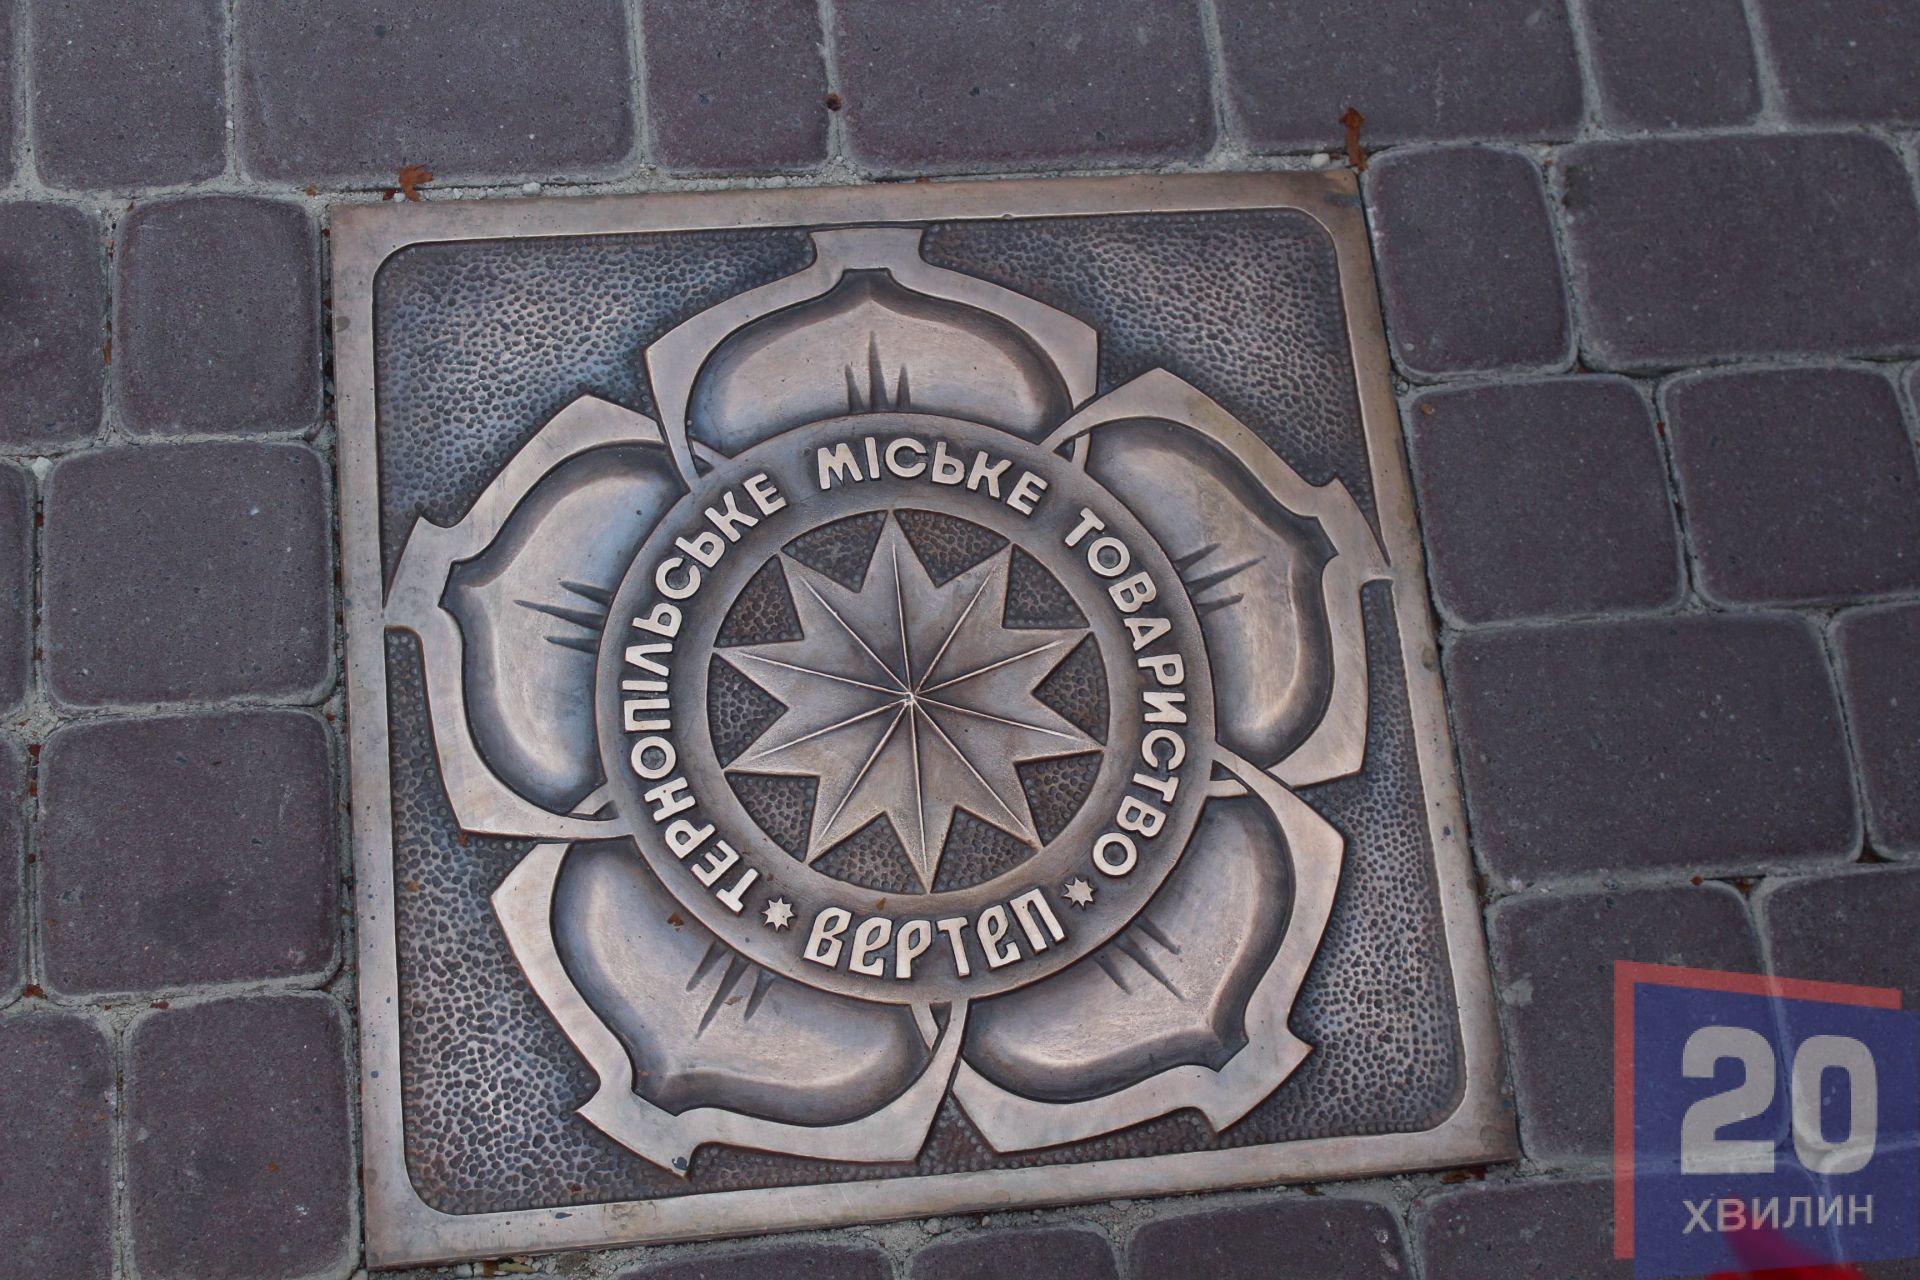 ТЕРНОПІЛЬСЬКЕ МІСЬКЕ ТОВАРИСТВО
ВЕРТЕП
20
ХВИЛИН